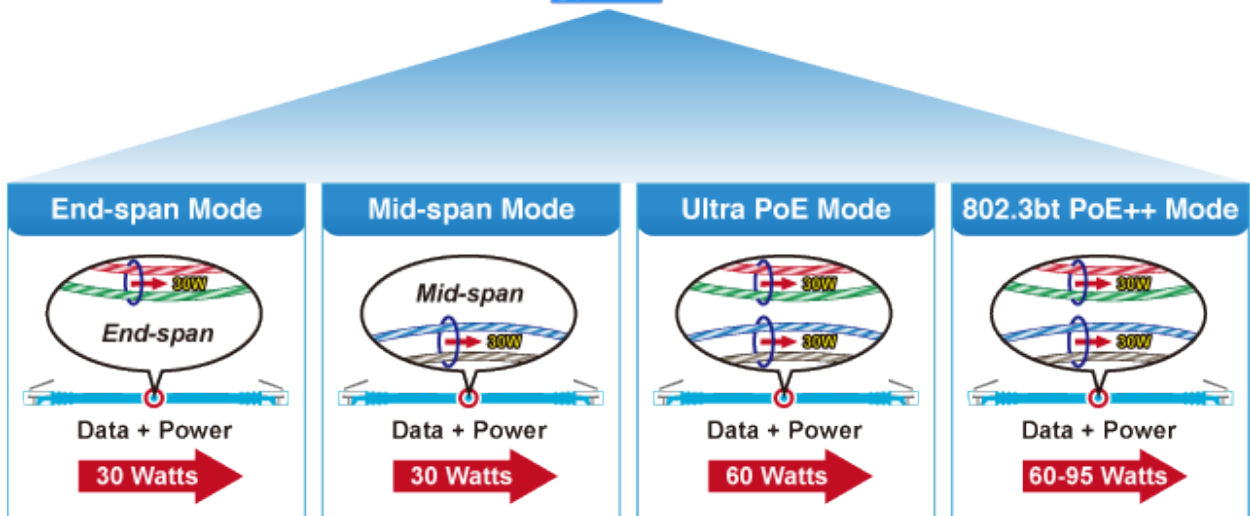 End-span Mode
30W
End-span
Data + Power
30 Watts
Mid-span Mode
Mid-span
30W
Data + Power
30 Watts
Ultra PoE Mode
30W
30W
Data + Power
60 Watts
802.3bt PoE++ Mode
30W
30W
Data + Power
60-95 Watts